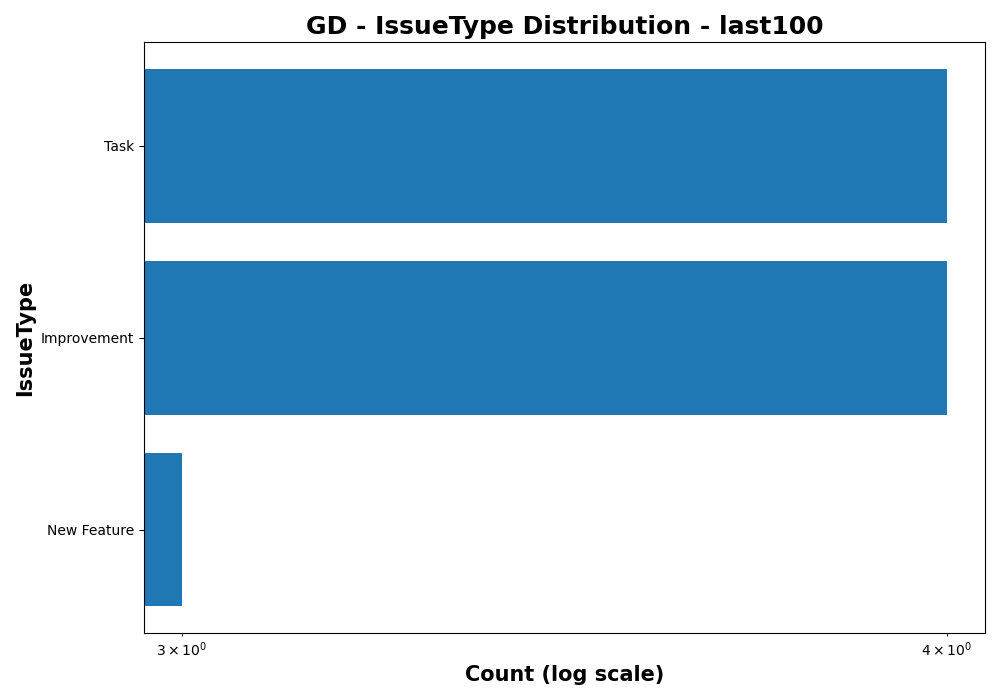 GD - IssueType Distribution - last100
IssueType
Task
Improvement
New Feature
3 × 10⁰
4 × 10⁰
Count (log scale)